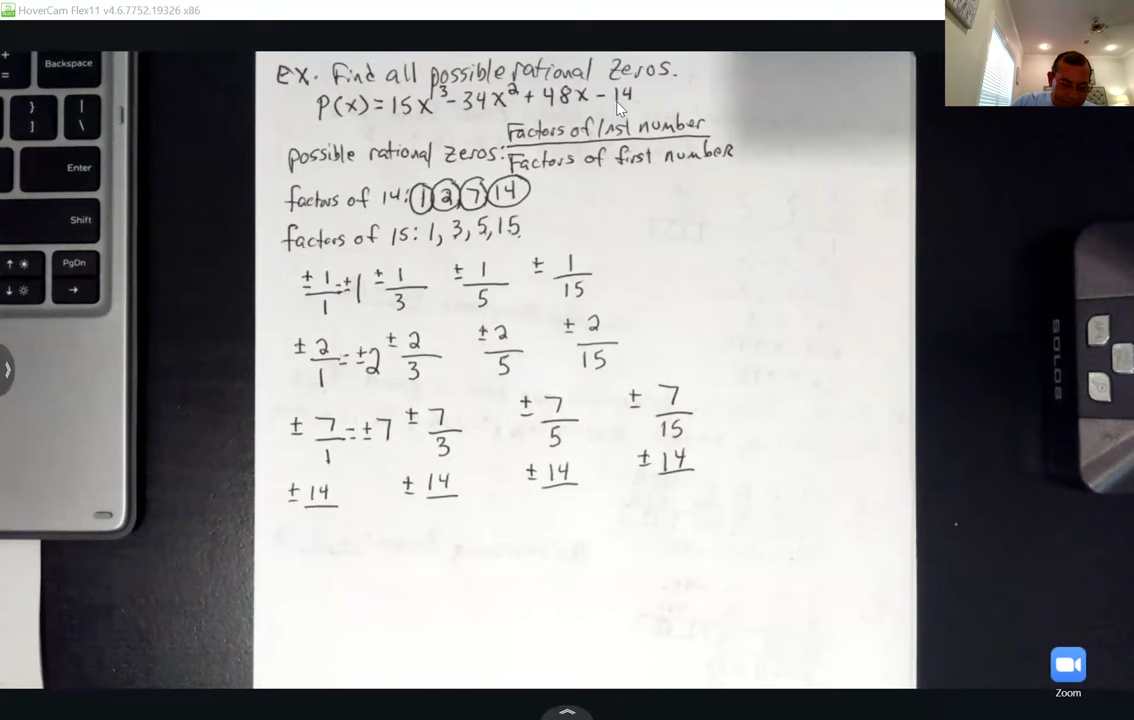 HoverCam Flex11 v4.6.7752.19326 x86
Backspace
Enter
Shift
PgDn
EX. Find all possible rational zeros.
P(x) = 15x³ - 34x² + 48x - 14
possible rational zeros: Factors of last number / Factors of first number
factors of 14: 1 2 7 14
factors of 15: 1, 3, 5, 15.
± 1/1 = ±1 ± 1/3 ± 1/5 ± 1/15
± 2/1 = ±2 ± 2/3 ± 2/5 ± 2/15
± 7/1 = ±7 ± 7/3 ± 7/5 ± 7/15
± 14 ± 14 ± 14 ± 14
SOLO8
Zoom